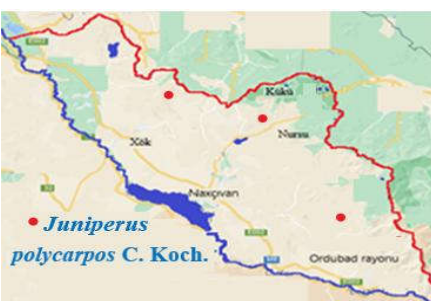 Kükü
Nursu
Xök
Naxçıvan
Juniperus
polycarpos C. Koch.
Ordubad rayonu